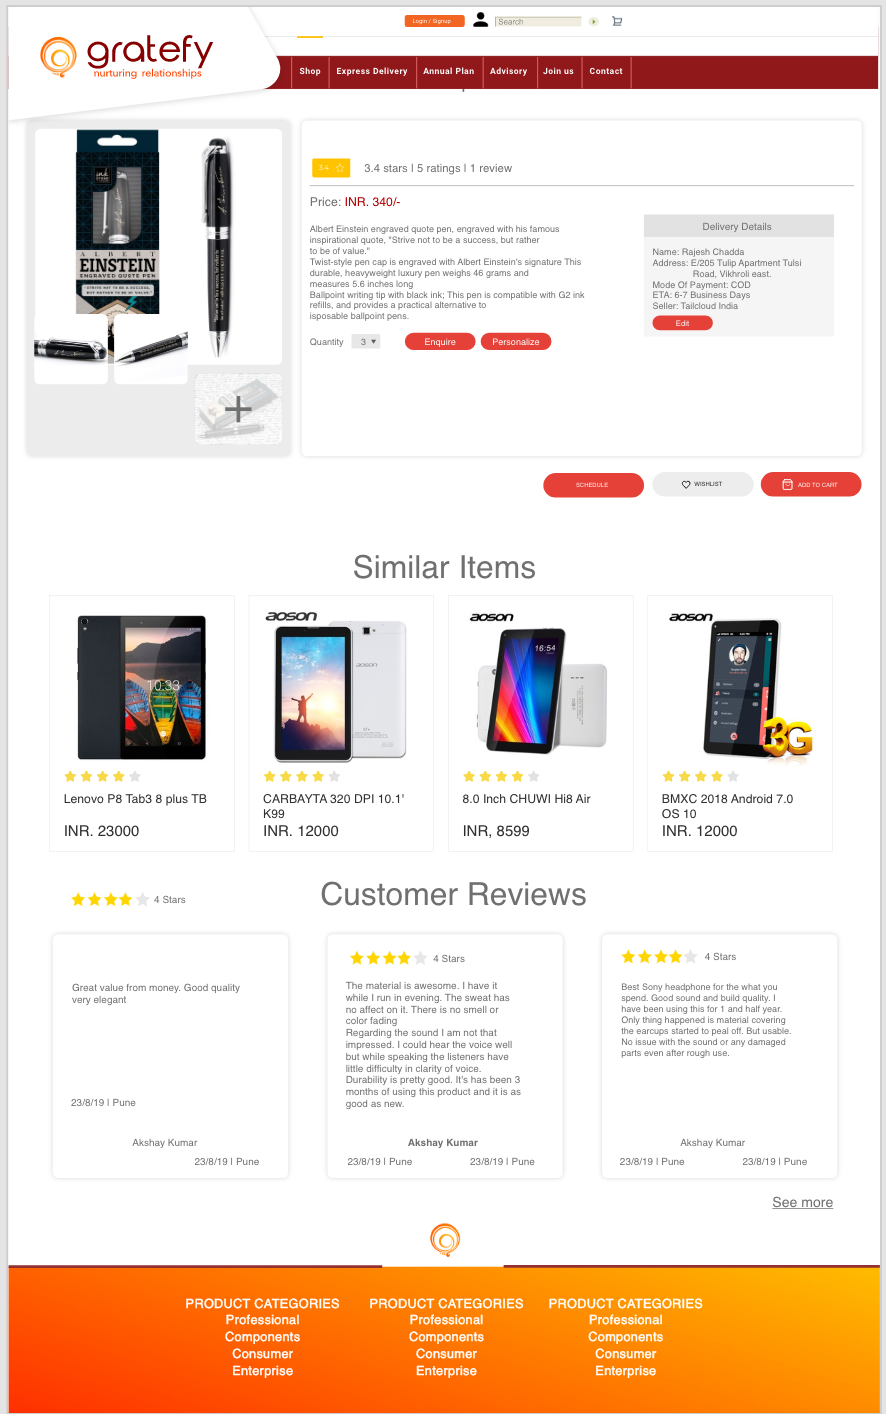 Login / Signup
Search
gratefy
nurturing relationships
Shop
Express Delivery
Annual Plan
Advisory
Join us
Contact
3.4
3.4 stars | 5 ratings | 1 review
Price: INR. 340/-
Albert Einstein engraved quote pen, engraved with his famous
inspirational quote, "Strive not to be a success, but rather
to be of value."
Twist-style pen cap is engraved with Albert Einstein's signature This
durable, heavyweight luxury pen weighs 46 grams and
measures 5.6 inches long
Ballpoint writing tip with black ink; This pen is compatible with G2 ink
refills, and provides a practical alternative to
isposable ballpoint pens.
Quantity
3
Enquire
Personalize
Delivery Details
Name: Rajesh Chadda
Address: E/205 Tulip Apartment Tulsi
Road, Vikhroli east.
Mode Of Payment: COD
ETA: 6-7 Business Days
Seller: Tailcloud India
Edit
ALBERT
EINSTEIN
ENGRAVED QUOTE PEN
"STRIVE NOT TO BE A SUCCESS,
BUT RATHER TO BE OF VALUE."
SCHEDULE
WISHLIST
ADD TO CART
Similar Items
10:33
Lenovo P8 Tab3 8 plus TB
INR. 23000
aoson
aoson
CARBAYTA 320 DPI 10.1'
K99
INR. 12000
aoson
16:54
8.0 Inch CHUWI Hi8 Air
INR, 8599
aoson
3G
BMXC 2018 Android 7.0
OS 10
INR. 12000
Customer Reviews
4 Stars
Great value from money. Good quality
very elegant
23/8/19 | Pune
Akshay Kumar
23/8/19 | Pune
4 Stars
The material is awesome. I have it
while I run in evening. The sweat has
no affect on it. There is no smell or
color fading
Regarding the sound I am not that
impressed. I could hear the voice well
but while speaking the listeners have
little difficulty in clarity of voice.
Durability is pretty good. It's has been 3
months of using this product and it is as
good as new.
Akshay Kumar
23/8/19 | Pune
23/8/19 | Pune
4 Stars
Best Sony headphone for the what you
spend. Good sound and build quality. I
have been using this for 1 and half year.
Only thing happened is material covering
the earcups started to peal off. But usable.
No issue with the sound or any damaged
parts even after rough use.
Akshay Kumar
23/8/19 | Pune
23/8/19 | Pune
See more
PRODUCT CATEGORIES
Professional
Components
Consumer
Enterprise
PRODUCT CATEGORIES
Professional
Components
Consumer
Enterprise
PRODUCT CATEGORIES
Professional
Components
Consumer
Enterprise